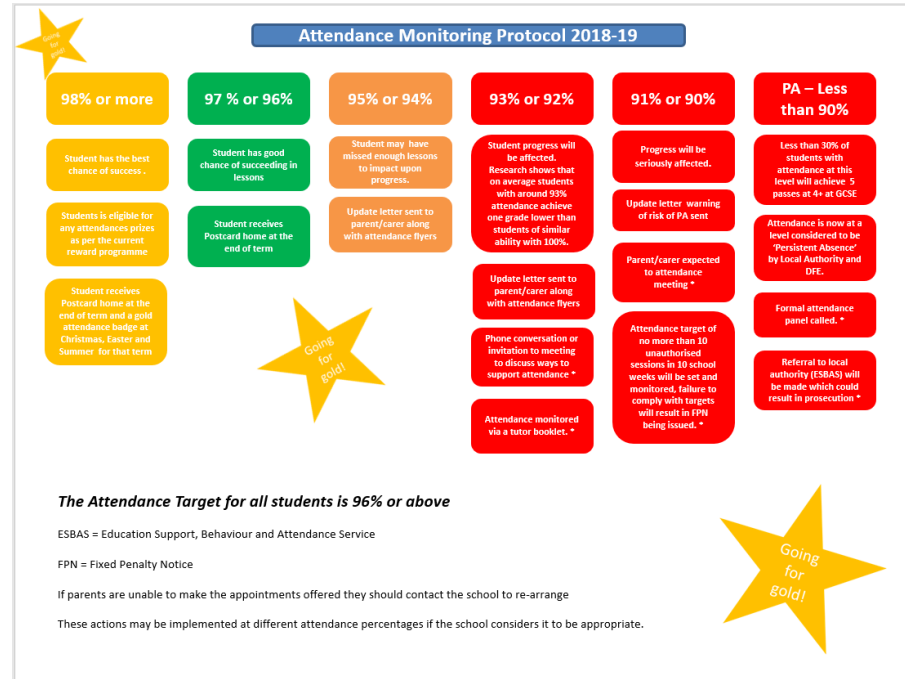 Going
for
gold!
Attendance Monitoring Protocol 2018-19
98% or more
Student has the best
chance of success .
Students is eligible for
any attendances prizes
as per the current
reward programme
Student receives
Postcard home at the
end of term and a gold
attendance badge at
Christmas, Easter and
Summer for that term
97 % or 96%
Student has good
chance of succeeding in
lessons
Student receives
Postcard home at the
end of term
95% or 94%
Student may have
missed enough lessons
to impact upon
progress.
Update letter sent to
parent/carer along
with attendance flyers
93% or 92%
Student progress will
be affected.
Research shows that
on average students
with around 93%
attendance achieve
one grade lower than
students of similar
ability with 100%.
Update letter sent to
parent/carer along
with attendance flyers
Phone conversation or
invitation to meeting
to discuss ways to
support attendance *
Attendance monitored
via a tutor booklet. *
91% or 90%
Progress will be
seriously affected.
Update letter warning
of risk of PA sent
Parent/carer expected
to attendance
meeting *
Attendance target of
no more than 10
unauthorised
sessions in 10 school
weeks will be set and
monitored, failure to
comply with targets
will result in FPN
being issued. *
PA – Less
than 90%
Less than 30% of
students with
attendance at this
level will achieve 5
passes at 4+ at GCSE
Attendance is now at a
level considered to be
'Persistent Absence'
by Local Authority and
DFE.
Formal attendance
panel called. *
Referral to local
authority (ESBAS) will
be made which could
result in prosecution *
Going
for
gold!
The Attendance Target for all students is 96% or above
ESBAS = Education Support, Behaviour and Attendance Service
FPN = Fixed Penalty Notice
If parents are unable to make the appointments offered they should contact the school to re-arrange
These actions may be implemented at different attendance percentages if the school considers it to be appropriate.
Going
for
gold!